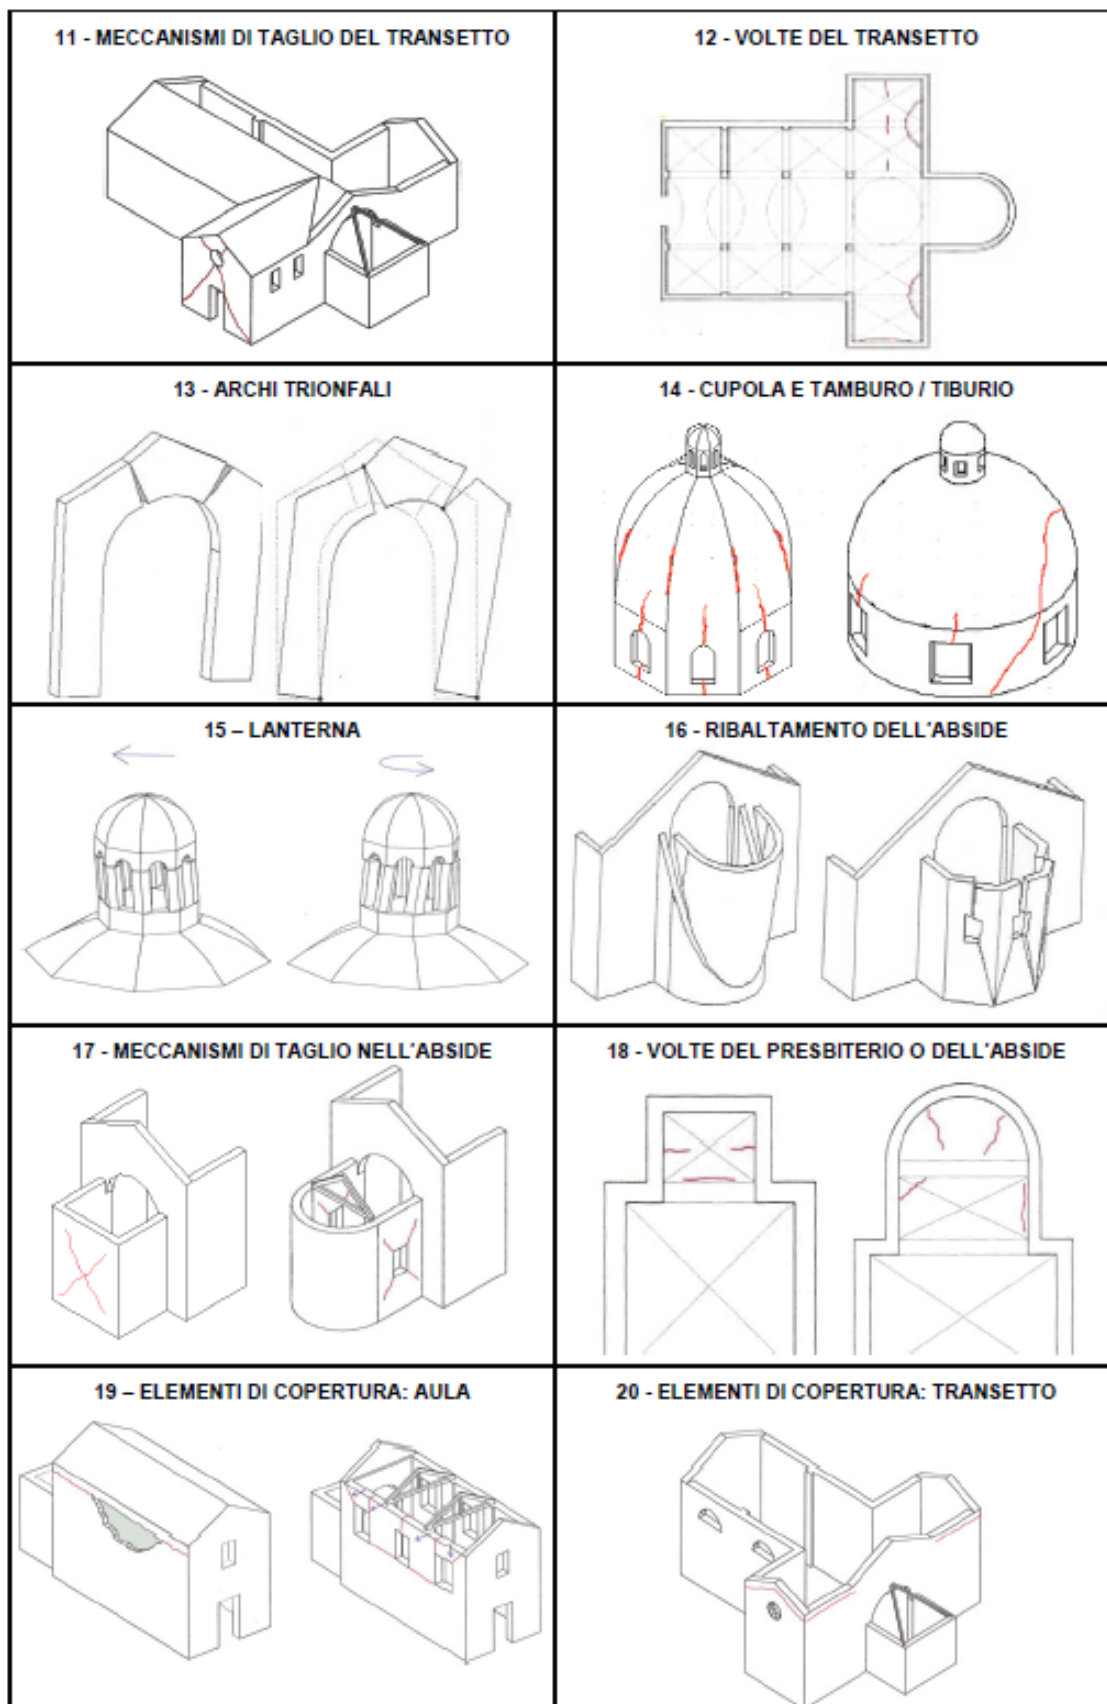 11 - MECCANISMI DI TAGLIO DEL TRANSETTO
12 - VOLTE DEL TRANSETTO
13 - ARCHI TRIONFALI
14 - CUPOLA E TAMBURO / TIBURIO
15 – LANTERNA
16 - RIBALTAMENTO DELL'ABSIDE
17 - MECCANISMI DI TAGLIO NELL'ABSIDE
18 - VOLTE DEL PRESBITERIO O DELL'ABSIDE
19 – ELEMENTI DI COPERTURA: AULA
20 - ELEMENTI DI COPERTURA: TRANSETTO